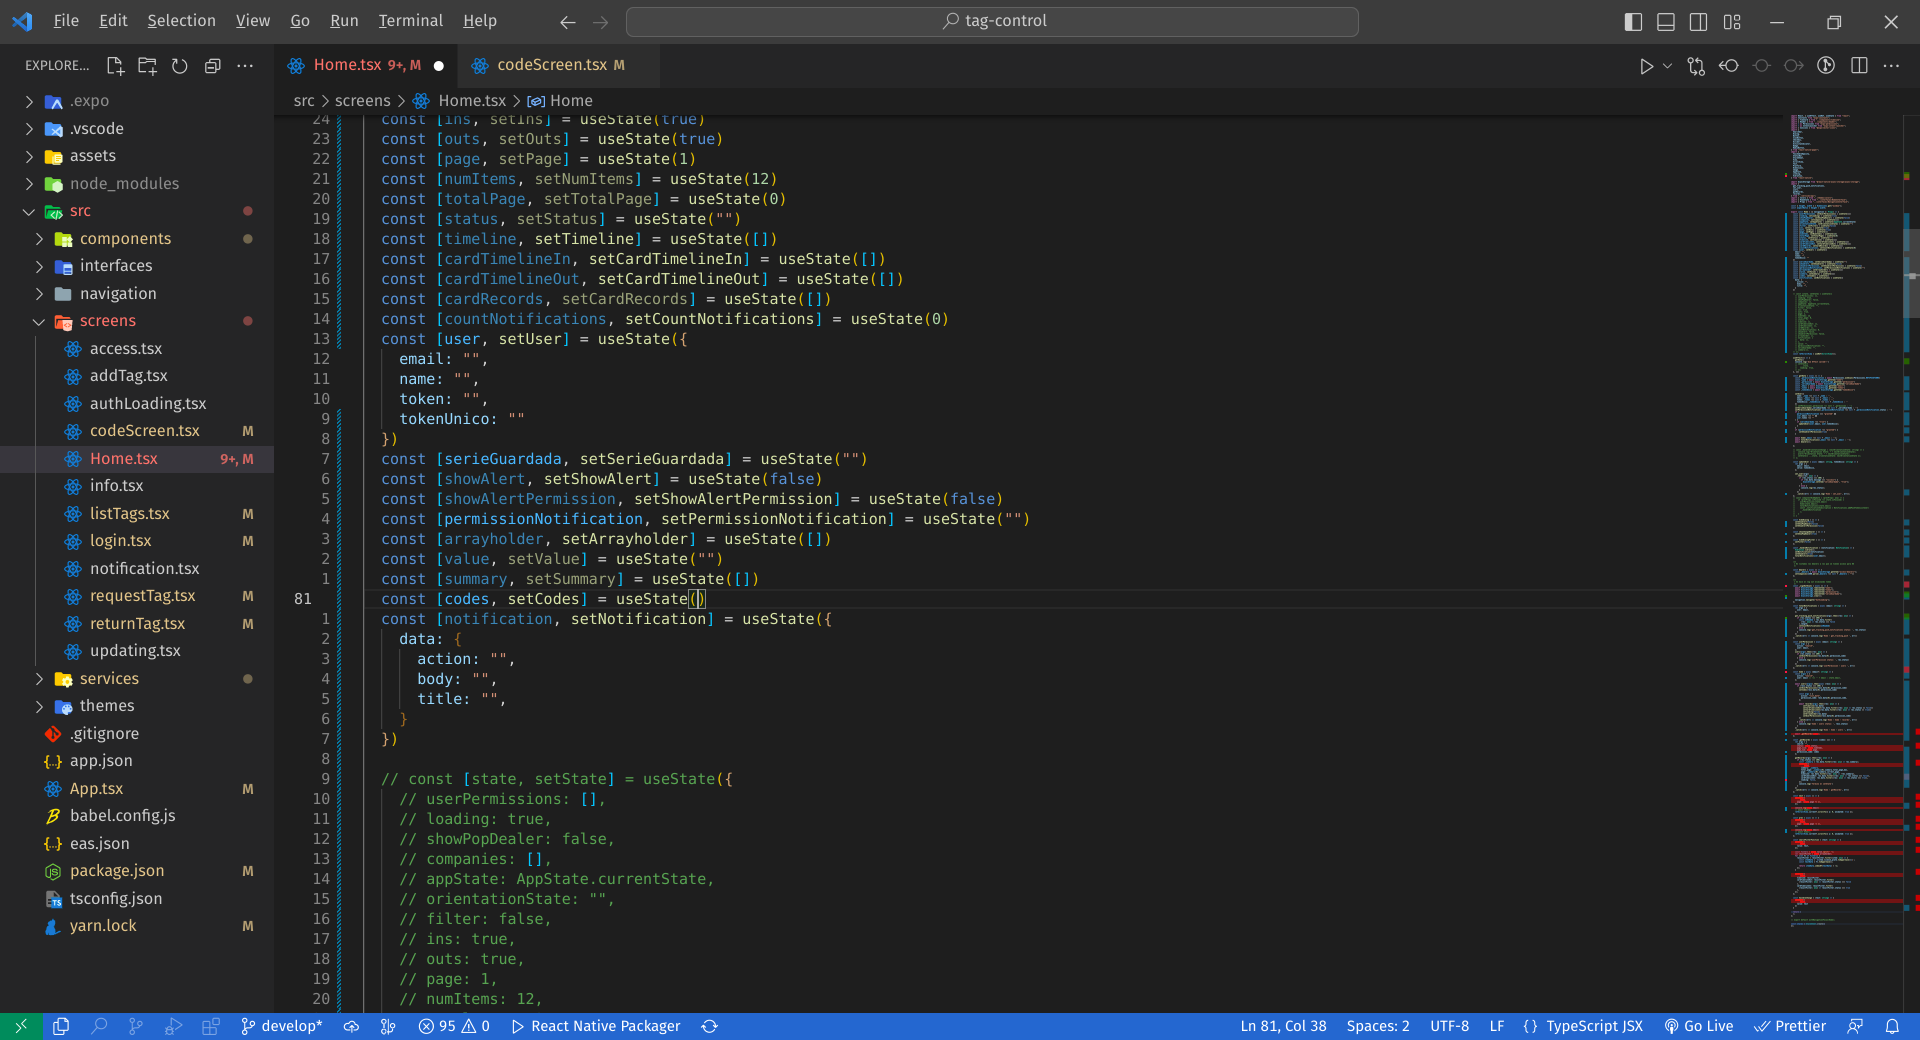 File Edit Selection View Go Run Terminal Help
tag-control
EXPLORE...
Home.tsx 9+, M
codeScreen.tsx M
src > screens > Home.tsx > Home
.expo
.vscode
assets
node_modules
src
components
interfaces
navigation
screens
access.tsx
addTag.tsx
authLoading.tsx
codeScreen.tsx M
Home.tsx 9+, M
info.tsx
listTags.tsx M
login.tsx M
notification.tsx
requestTag.tsx M
returnTag.tsx M
updating.tsx
services
themes
.gitignore
{..} app.json
App.tsx M
babel.config.js
{..} eas.json
package.json M
tsconfig.json
yarn.lock M
24 const [ins, setIns] = useState(true)
23 const [outs, setOuts] = useState(true)
22 const [page, setPage] = useState(1)
21 const [numItems, setNumItems] = useState(12)
20 const [totalPage, setTotalPage] = useState(0)
19 const [status, setStatus] = useState("")
18 const [timeline, setTimeline] = useState([])
17 const [cardTimelineIn, setCardTimelineIn] = useState([])
16 const [cardTimelineOut, setCardTimelineOut] = useState([])
15 const [cardRecords, setCardRecords] = useState([])
14 const [countNotifications, setCountNotifications] = useState(0)
13 const [user, setUser] = useState({
12 email: "",
11 name: "",
10 token: "",
9 tokenUnico: ""
8 })
7 const [serieGuardada, setSerieGuardada] = useState("")
6 const [showAlert, setShowAlert] = useState(false)
5 const [showAlertPermission, setShowAlertPermission] = useState(false)
4 const [permissionNotification, setPermissionNotification] = useState("")
3 const [arrayholder, setArrayholder] = useState([])
2 const [value, setValue] = useState("")
1 const [summary, setSummary] = useState([])
81 const [codes, setCodes] = useState()
1 const [notification, setNotification] = useState({
2 data: {
3 action: "",
4 body: "",
5 title: "",
6 }
7 })
8
9 // const [state, setState] = useState({
10 // userPermissions: [],
11 // loading: true,
12 // showPopDealer: false,
13 // companies: [],
14 // appState: AppState.currentState,
15 // orientationState: "",
16 // filter: false,
17 // ins: true,
18 // outs: true,
19 // page: 1,
20 // numItems: 12,
develop* 95 0 React Native Packager Ln 81, Col 38 Spaces: 2 UTF-8 LF {} TypeScript JSX Go Live Prettier